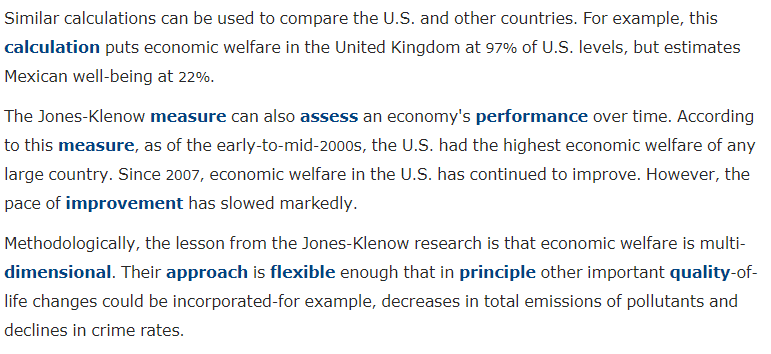 Similar calculations can be used to compare the U.S. and other countries. For example, this
calculation puts economic welfare in the United Kingdom at 97% of U.S. levels, but estimates
Mexican well-being at 22%.
The Jones-Klenow measure can also assess an economy's performance over time. According
to this measure, as of the early-to-mid-2000s, the U.S. had the highest economic welfare of any
large country. Since 2007, economic welfare in the U.S. has continued to improve. However, the
pace of improvement has slowed markedly.
Methodologically, the lesson from the Jones-Klenow research is that economic welfare is multi-
dimensional. Their approach is flexible enough that in principle other important quality-of-
life changes could be incorporated-for example, decreases in total emissions of pollutants and
declines in crime rates.